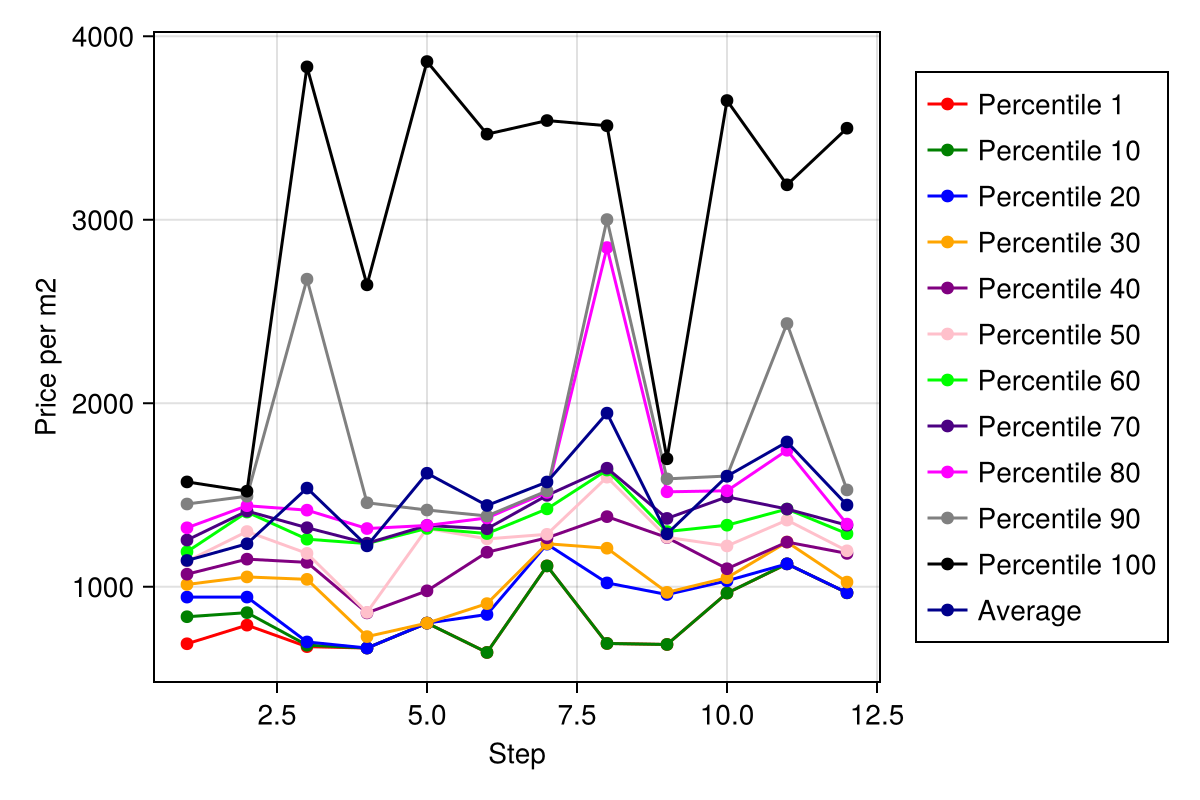 4000
3000
2000
1000
Price per m2
2.5
5.0
7.5
10.0
12.5
Step
Percentile 1
Percentile 10
Percentile 20
Percentile 30
Percentile 40
Percentile 50
Percentile 60
Percentile 70
Percentile 80
Percentile 90
Percentile 100
Average